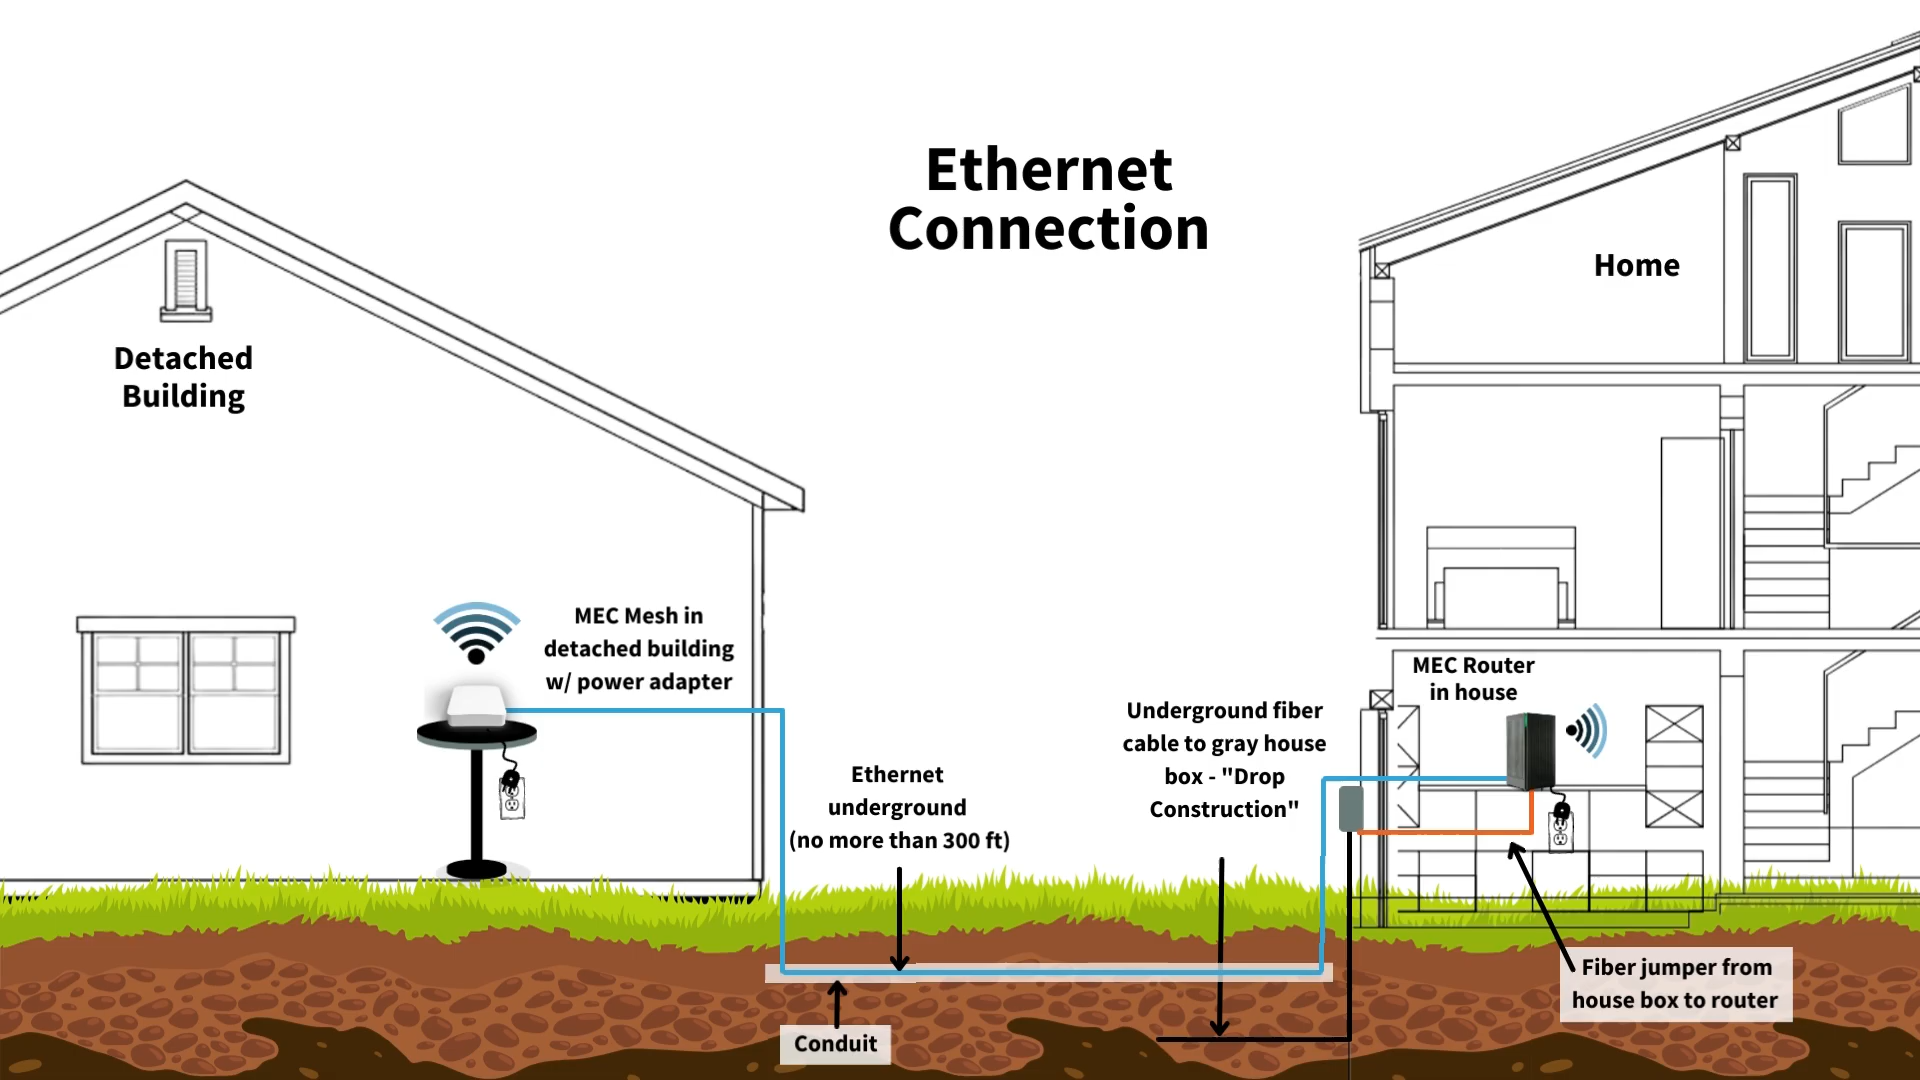 Ethernet
Connection
Home
Detached
Building
MEC Mesh in
detached building
w/ power adapter
MEC Router
in house
Underground fiber
cable to gray house
box - "Drop
Construction"
Ethernet
underground
(no more than 300 ft)
Fiber jumper from
house box to router
Conduit